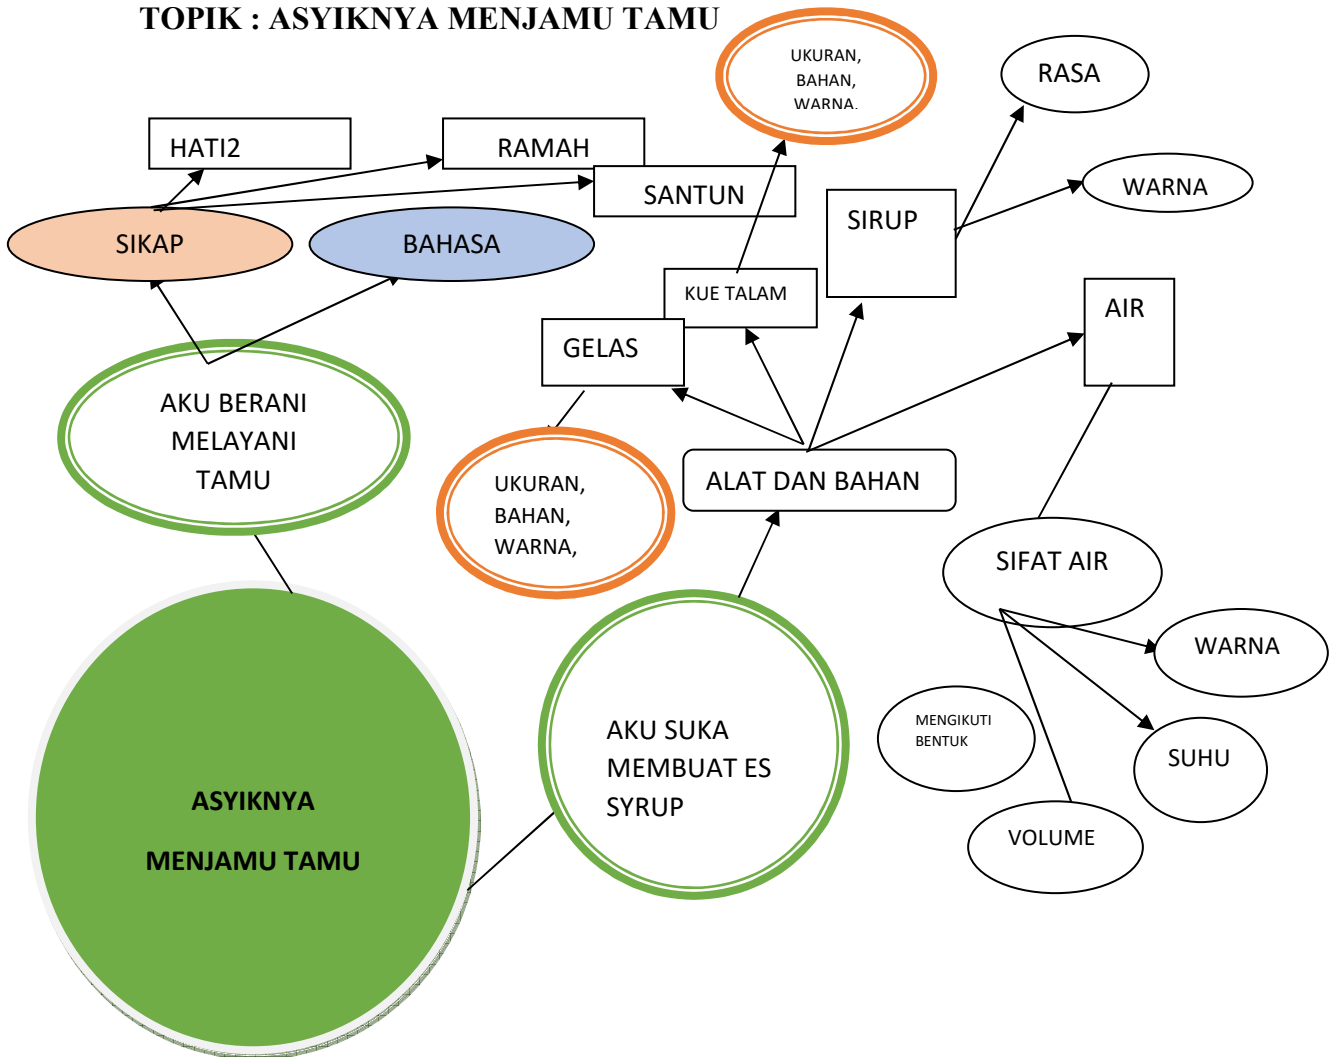 TOPIK : ASYIKNYA MENJAMU TAMU
UKURAN,
BAHAN,
WARNA.
RASA
HATI2
RAMAH
SANTUN
WARNA
SIRUP
SIKAP
BAHASA
KUE TALAM
AIR
GELAS
AKU BERANI
MELAYANI
TAMU
UKURAN,
BAHAN,
WARNA,
ALAT DAN BAHAN
SIFAT AIR
WARNA
MENGIKUTI
BENTUK
SUHU
AKU SUKA
MEMBUAT ES
SYRUP
VOLUME
ASYIKNYA
MENJAMU TAMU